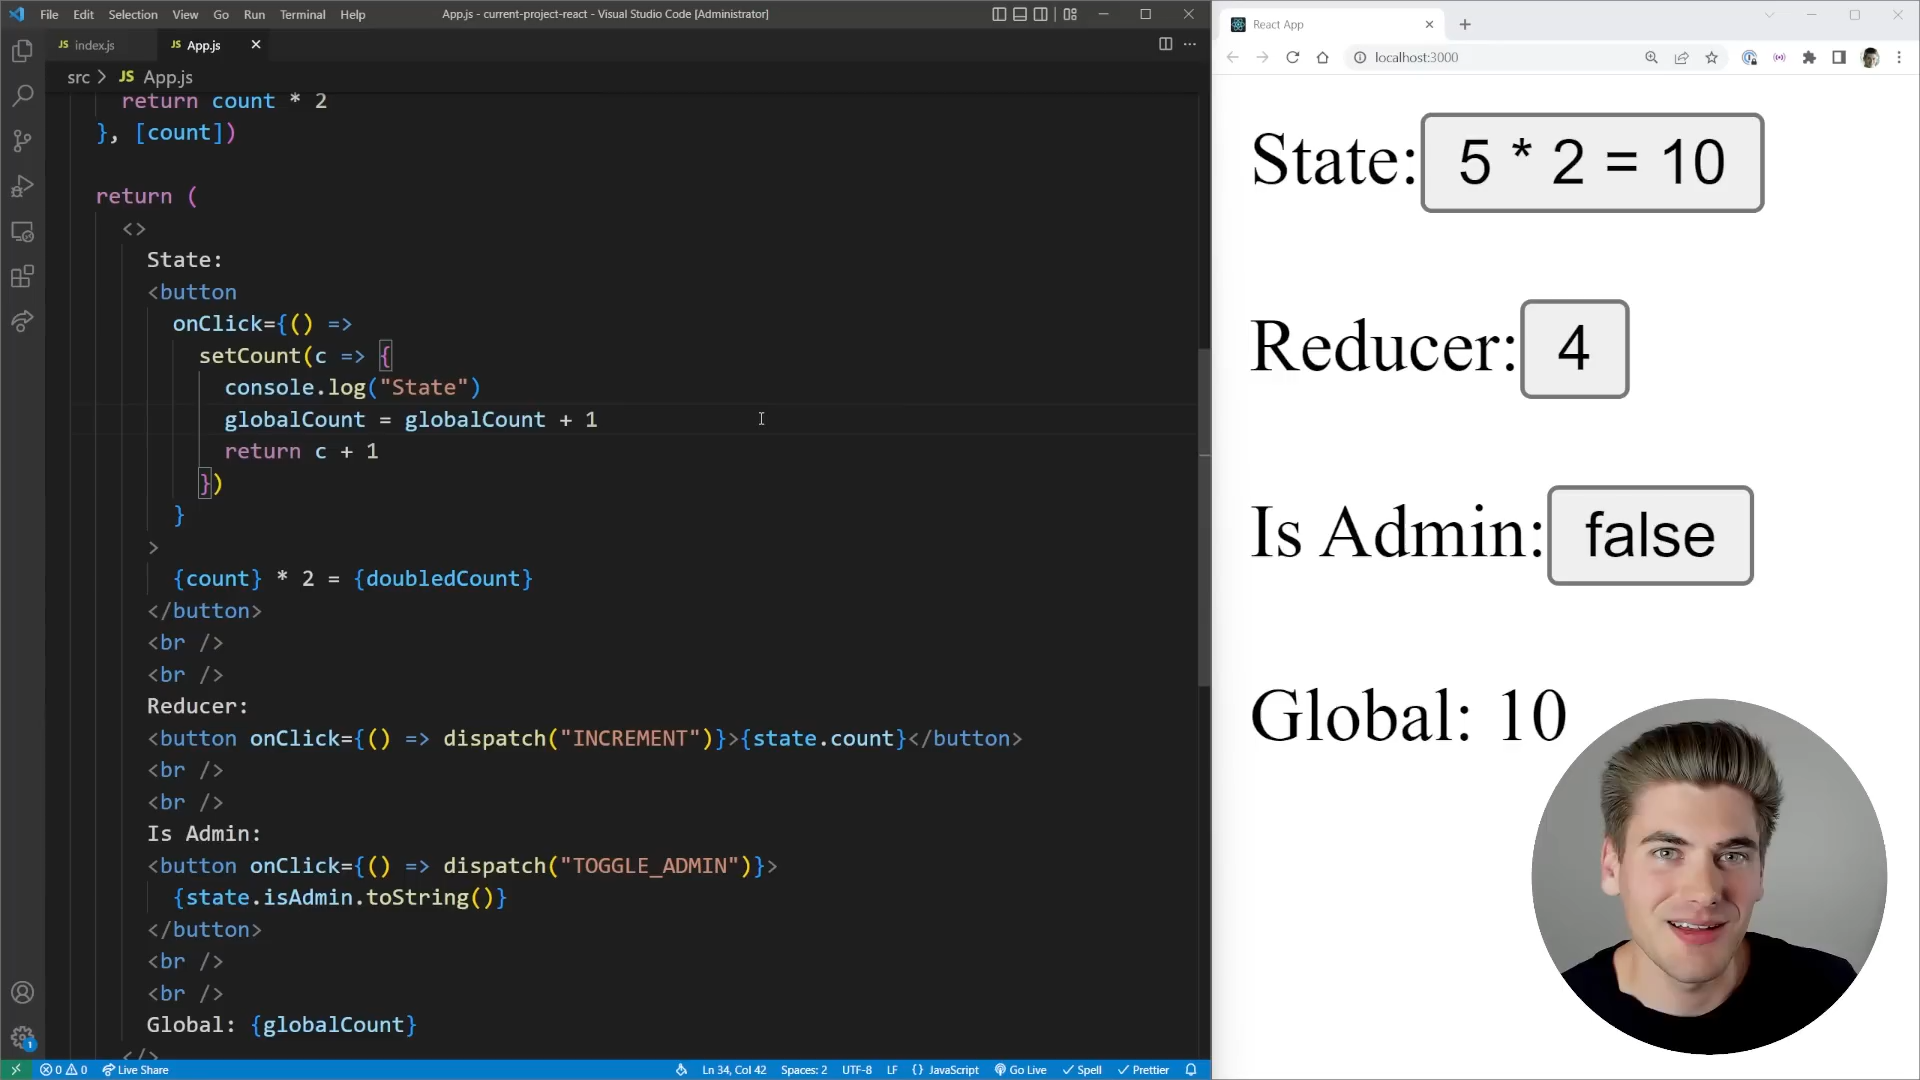 File Edit Selection View Go Run Terminal Help
App.js - current-project-react - Visual Studio Code [Administrator]
JS index.js
JS App.js
src > JS App.js
return count * 2
}, [count])
return (
<>
State:
<button
onClick={() =>
setCount(c => {
console.log("State")
globalCount = globalCount + 1
return c + 1
})
}
>
{count} * 2 = {doubledCount}
</button>
<br />
<br />
Reducer:
<button onClick={() => dispatch("INCREMENT")}>{state.count}</button>
<br />
<br />
Is Admin:
<button onClick={() => dispatch("TOGGLE_ADMIN")}>
{state.isAdmin.toString()}
</button>
<br />
<br />
Global: {globalCount}
</>
1
0 0 Live Share
Ln 34, Col 42 Spaces: 2 UTF-8 LF {} JavaScript Go Live Spell Prettier
React App
localhost:3000
State: 5 * 2 = 10
Reducer: 4
Is Admin: false
Global: 10